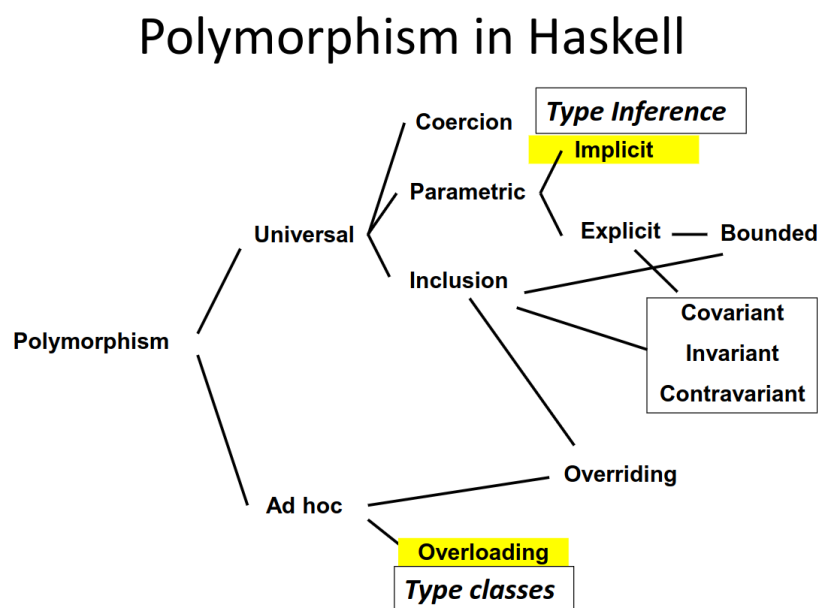 Polymorphism in Haskell
Coercion
Type Inference
Implicit
Parametric
Universal
Explicit
Bounded
Inclusion
Covariant
Invariant
Contravariant
Polymorphism
Overriding
Ad hoc
Overloading
Type classes